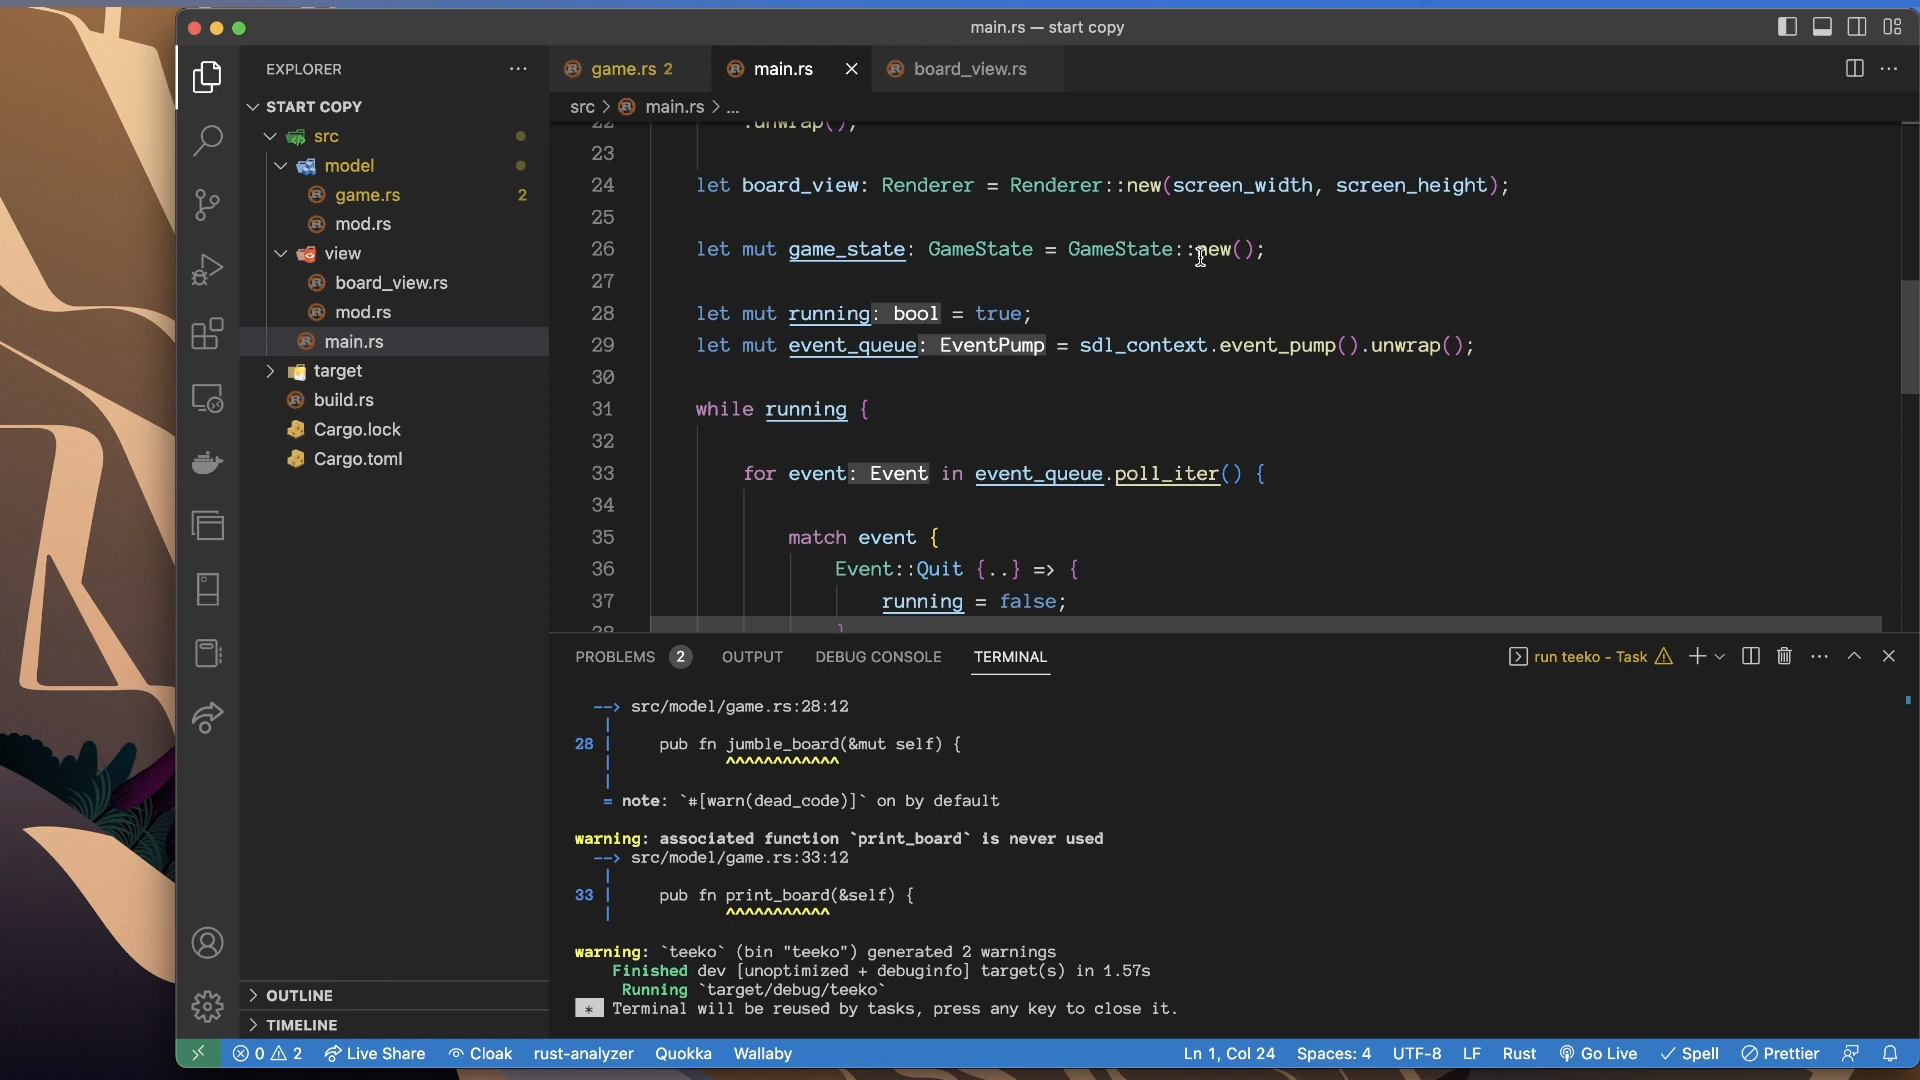 main.rs — start copy
EXPLORER
START COPY
src
model
game.rs 2
mod.rs
view
board_view.rs
mod.rs
main.rs
target
build.rs
Cargo.lock
Cargo.toml
OUTLINE
TIMELINE
game.rs 2
main.rs
board_view.rs
src > main.rs > ...
22 .unwrap();
23
24 let board_view: Renderer = Renderer::new(screen_width, screen_height);
25
26 let mut game_state: GameState = GameState::new();
27
28 let mut running: bool = true;
29 let mut event_queue: EventPump = sdl_context.event_pump().unwrap();
30
31 while running {
32
33 for event: Event in event_queue.poll_iter() {
34
35 match event {
36 Event::Quit {..} => {
37 running = false;
38 }
PROBLEMS 2 OUTPUT DEBUG CONSOLE TERMINAL
run teeko - Task
--> src/model/game.rs:28:12
|
28 | pub fn jumble_board(&mut self) {
| ^^^^^^^^^^^^
|
= note: `#[warn(dead_code)]` on by default
warning: associated function `print_board` is never used
--> src/model/game.rs:33:12
|
33 | pub fn print_board(&self) {
| ^^^^^^^^^^^
warning: `teeko` (bin "teeko") generated 2 warnings
Finished dev [unoptimized + debuginfo] target(s) in 1.57s
Running `target/debug/teeko`
* Terminal will be reused by tasks, press any key to close it.
0 2 Live Share Cloak rust-analyzer Quokka Wallaby
Ln 1, Col 24 Spaces: 4 UTF-8 LF Rust Go Live Spell Prettier